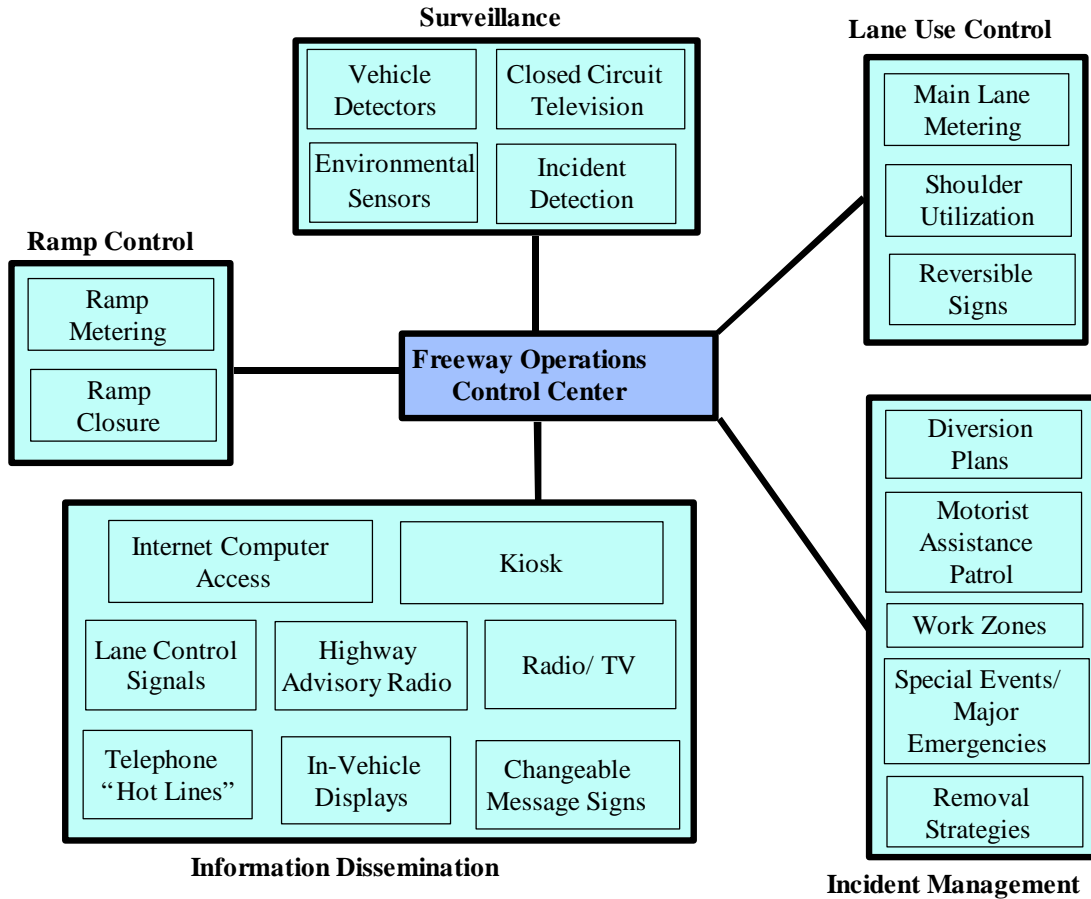 Surveillance
Vehicle
Detectors
Closed Circuit
Television
Environmental
Sensors
Incident
Detection
Lane Use Control
Main Lane
Metering
Shoulder
Utilization
Reversible
Signs
Ramp Control
Ramp
Metering
Ramp
Closure
Freeway Operations
Control Center
Internet Computer
Access
Kiosk
Lane Control
Signals
Highway
Advisory Radio
Radio/ TV
Telephone
“Hot Lines”
In-Vehicle
Displays
Changeable
Message Signs
Information Dissemination
Diversion
Plans
Motorist
Assistance
Patrol
Work Zones
Special Events/
Major
Emergencies
Removal
Strategies
Incident Management